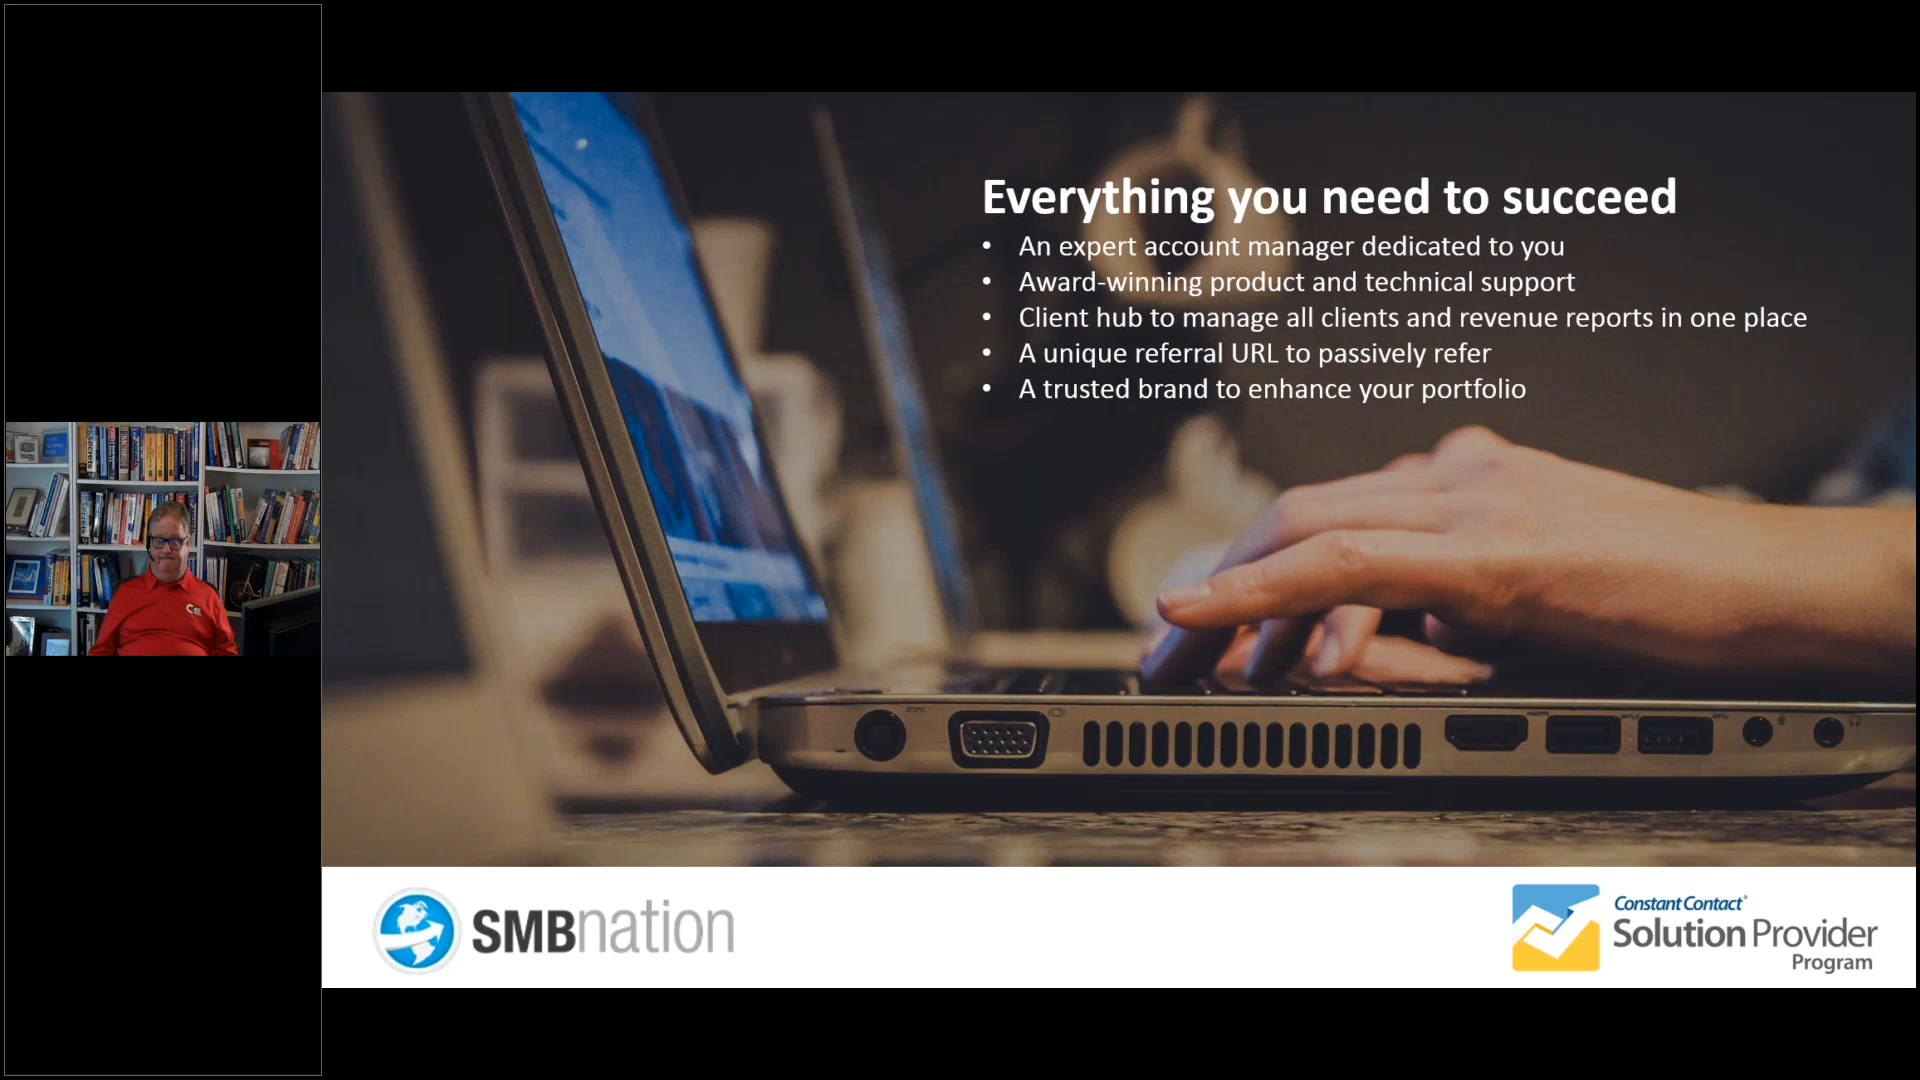 Everything you need to succeed
• An expert account manager dedicated to you
• Award-winning product and technical support
• Client hub to manage all clients and revenue reports in one place
• A unique referral URL to passively refer
• A trusted brand to enhance your portfolio
SMBnation
Constant Contact®
Solution Provider
Program